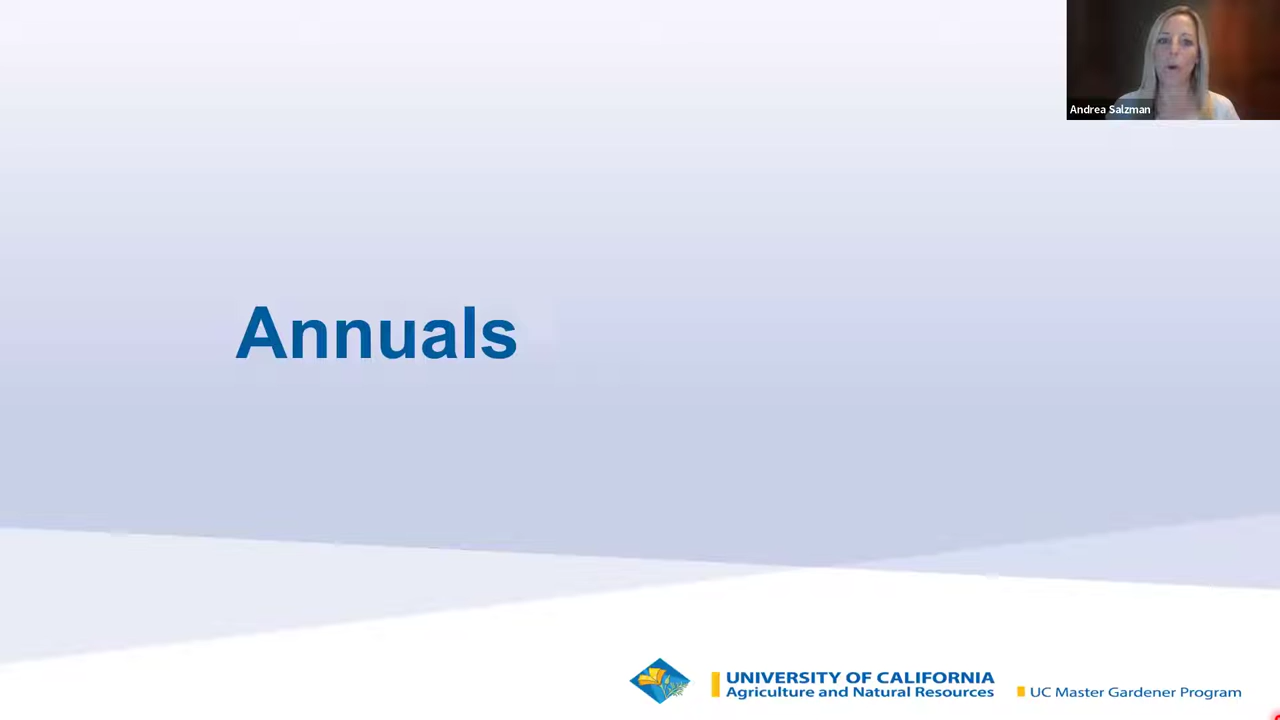 Andrea Salzman
Annuals
UNIVERSITY OF CALIFORNIA
Agriculture and Natural Resources
UC Master Gardener Program